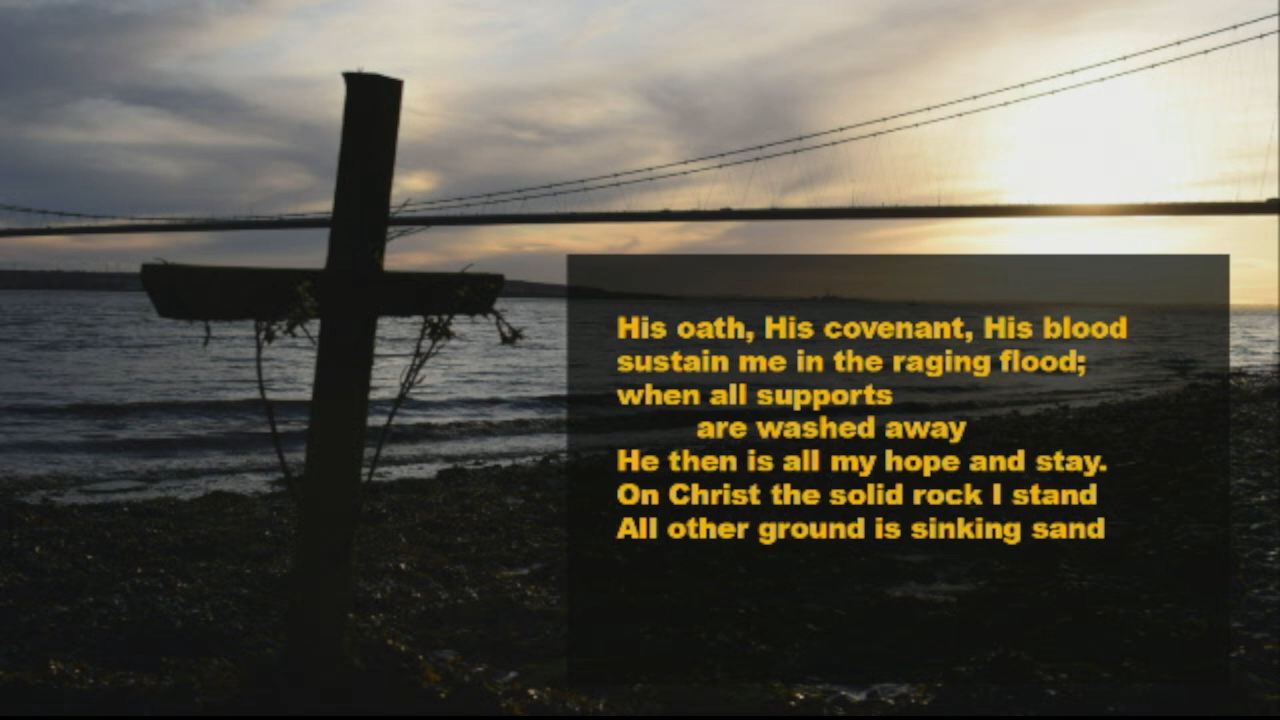 His oath, His covenant, His blood
sustain me in the raging flood;
when all supports
are washed away
He then is all my hope and stay.
On Christ the solid rock I stand
All other ground is sinking sand